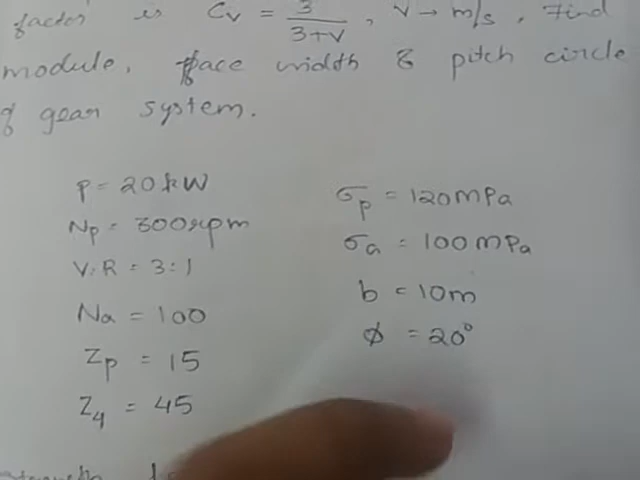 factor is Cv = 3/3+V, V → m/s, Find
module, face width & pitch circle
of gear system.
P = 20 kW
Np = 300 rpm
V.R = 3:1
Na = 100
Zp = 15
Z4 = 45
σp = 120 MPa
σa = 100 MPa
b = 10m
ϕ = 20°